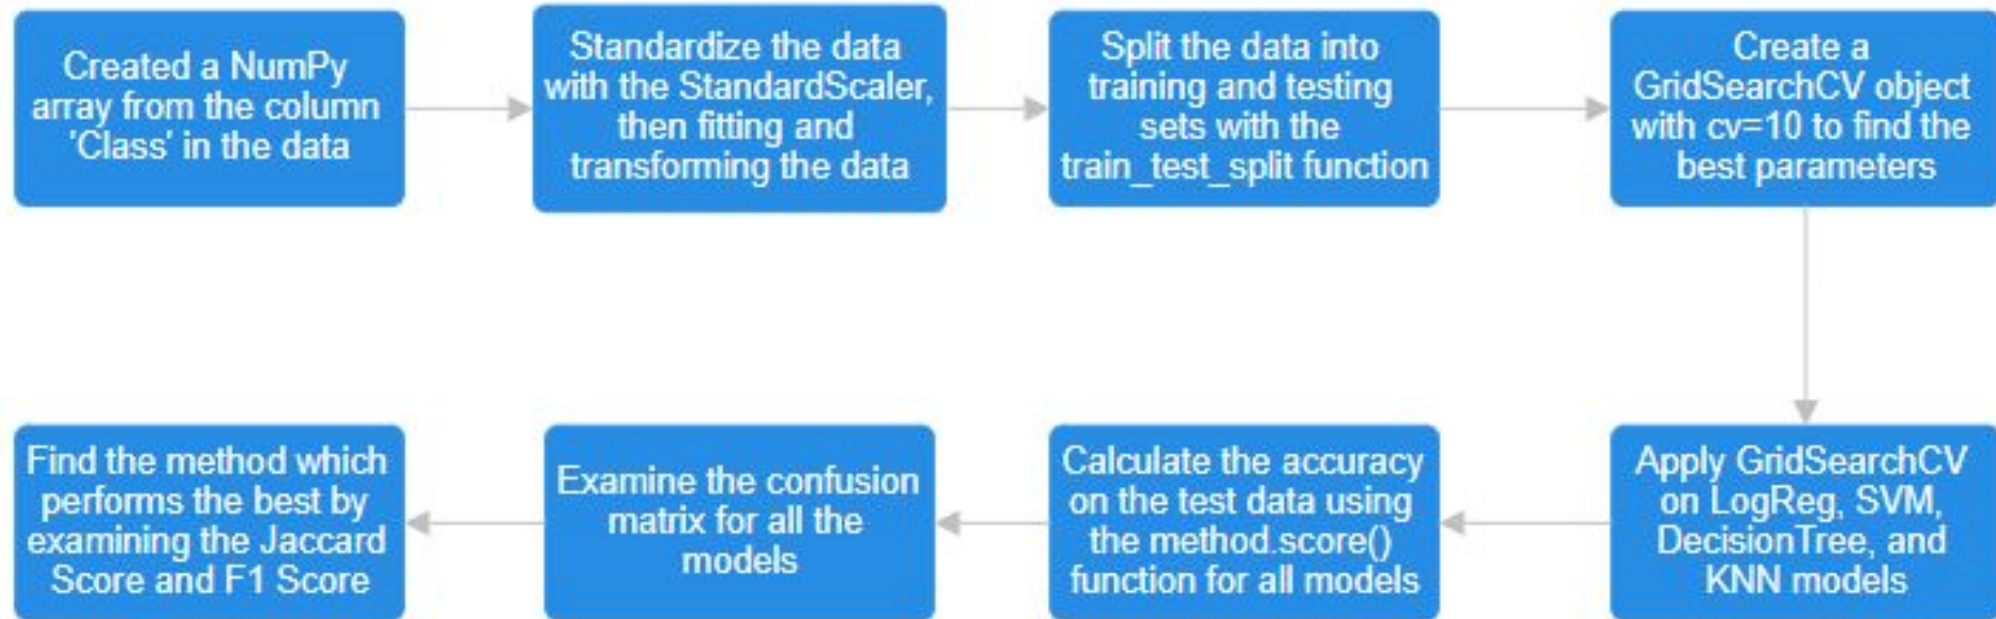 Created a NumPy
array from the column
'Class' in the data
Standardize the data
with the StandardScaler,
then fitting and
transforming the data
Split the data into
training and testing
sets with the
train_test_split function
Create a
GridSearchCV object
with cv=10 to find the
best parameters
Apply GridSearchCV
on LogReg, SVM,
DecisionTree, and
KNN models
Calculate the accuracy
on the test data using
the method.score()
function for all models
Examine the confusion
matrix for all the
models
Find the method which
performs the best by
examining the Jaccard
Score and F1 Score